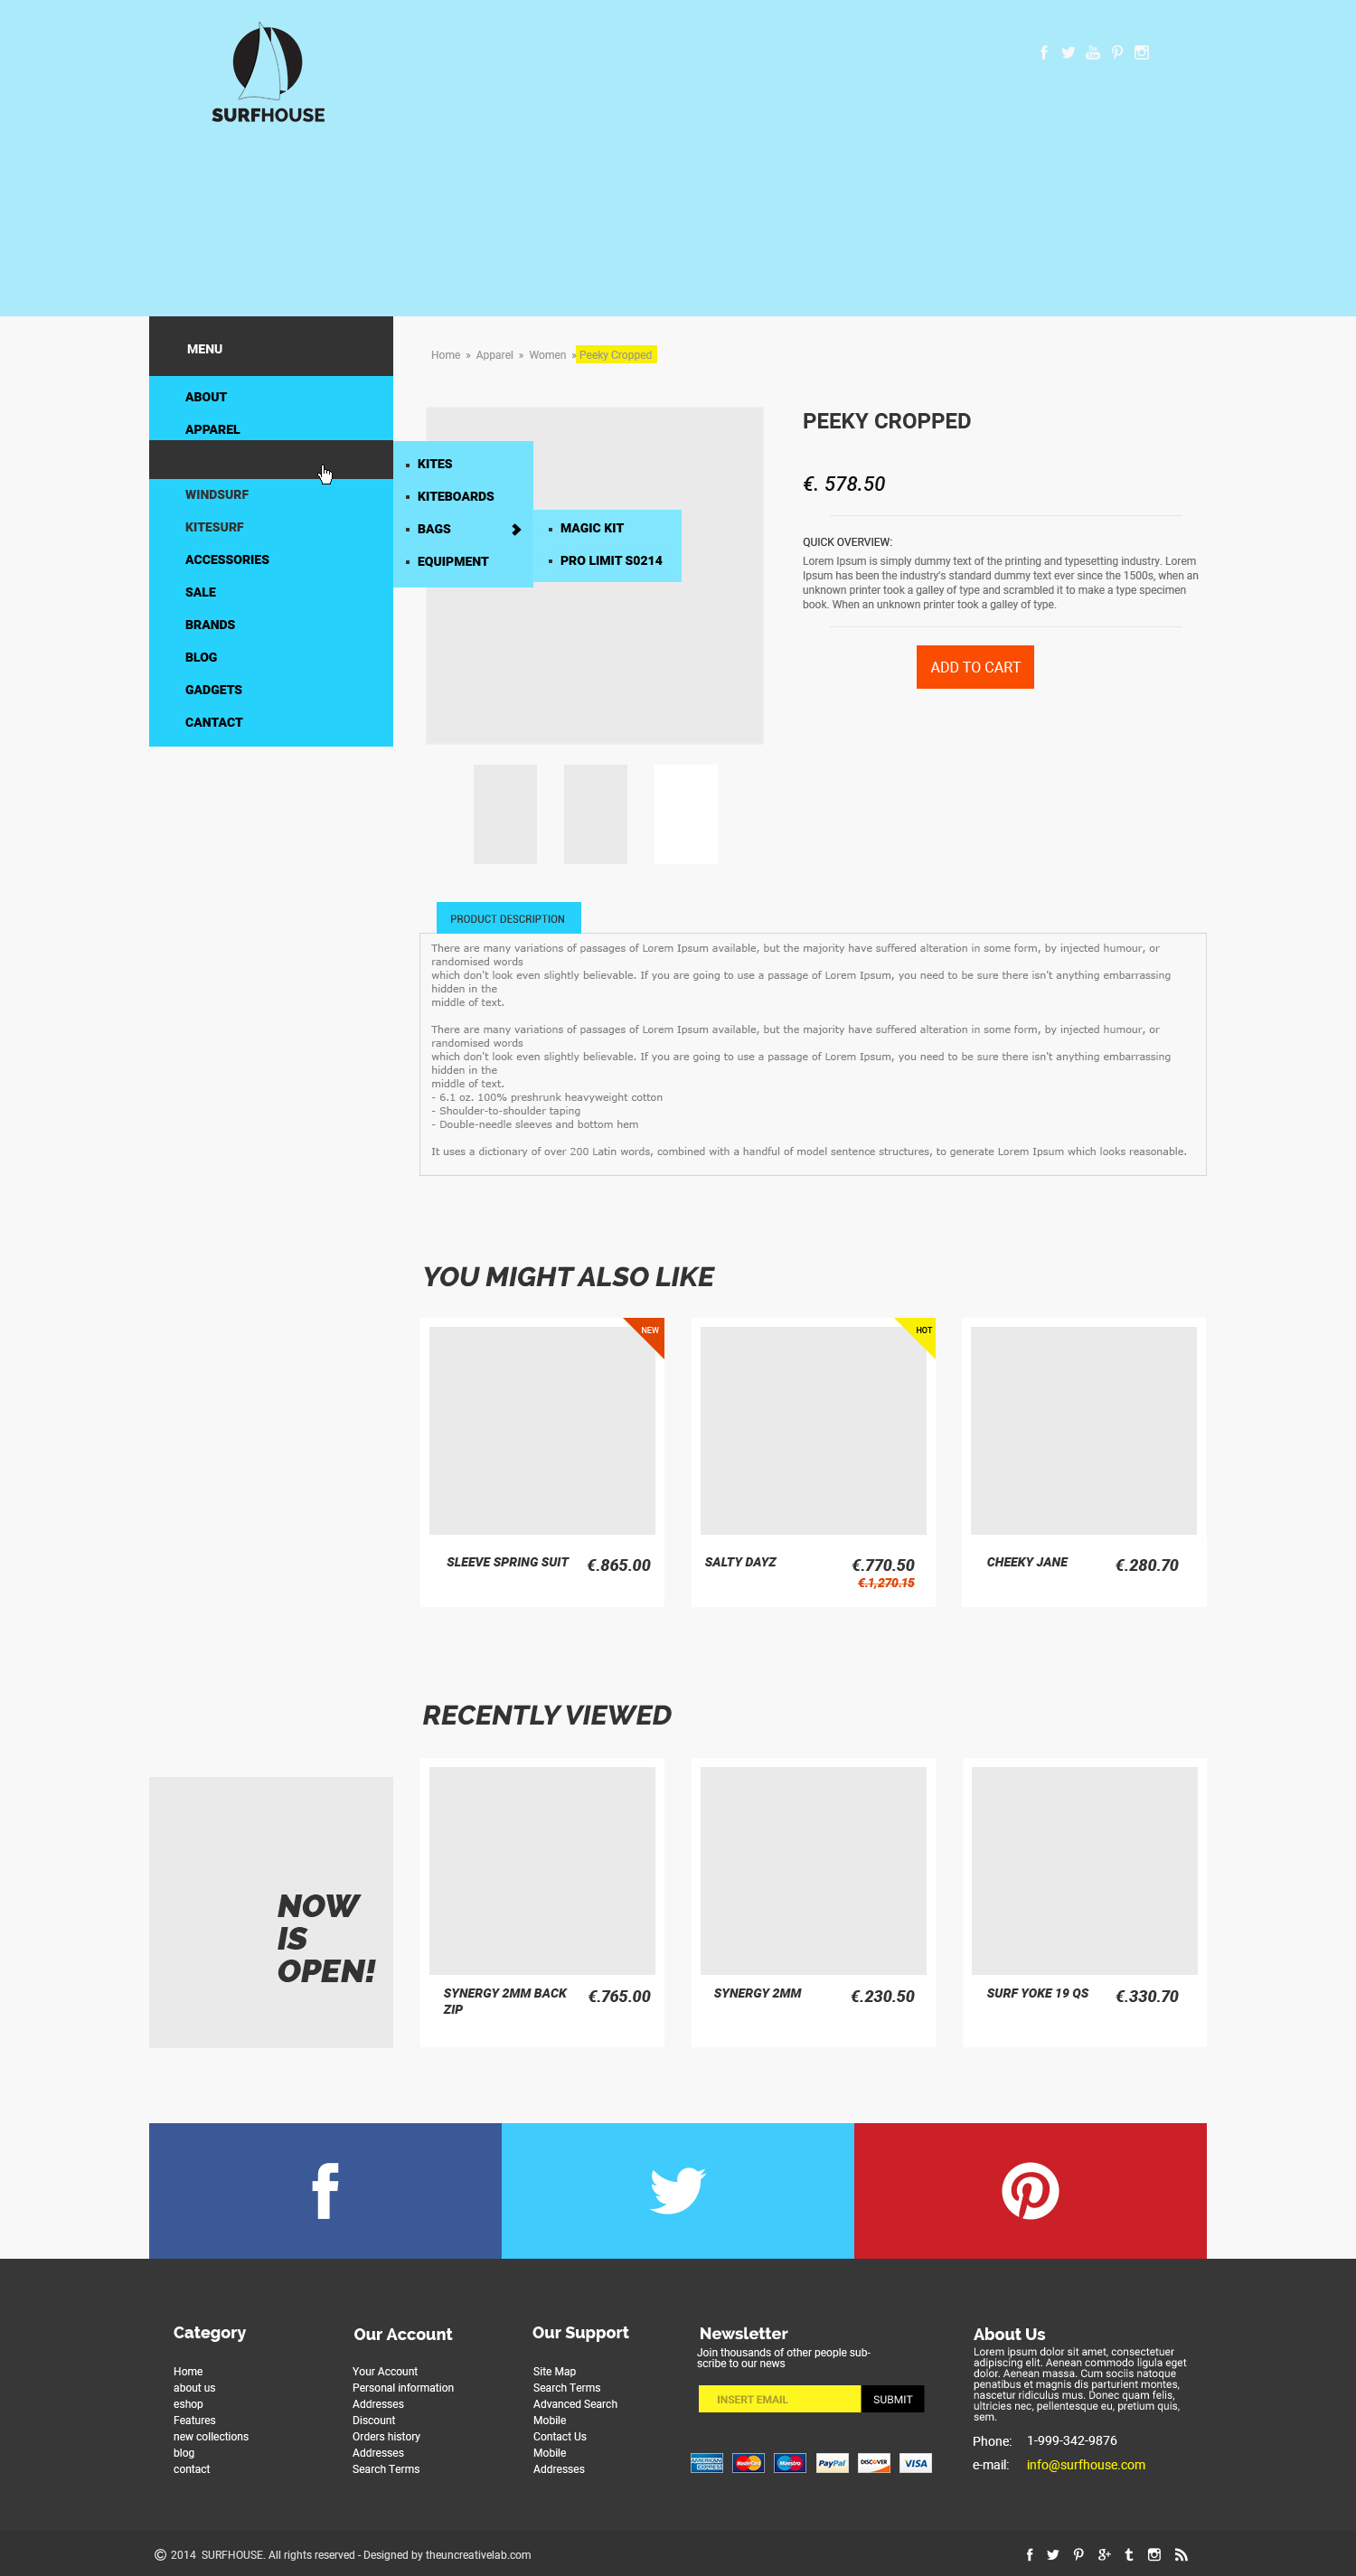 SURFHOUSE
You Tube
MENU
ABOUT
APPAREL
WINDSURF
KITESURF
ACCESSORIES
SALE
BRANDS
BLOG
GADGETS
CANTACT
KITES
KITEBOARDS
BAGS
EQUIPMENT
MAGIC KIT
PRO LIMIT S0214
Home » Apparel » Women » Peeky Cropped
PEEKY CROPPED
€. 578.50
QUICK OVERVIEW:
Lorem Ipsum is simply dummy text of the printing and typesetting industry. Lorem
Ipsum has been the industry's standard dummy text ever since the 1500s, when an
unknown printer took a galley of type and scrambled it to make a type specimen
book. When an unknown printer took a galley of type.
ADD TO CART
PRODUCT DESCRIPTION
There are many variations of passages of Lorem Ipsum available, but the majority have suffered alteration in some form, by injected humour, or
randomised words
which don't look even slightly believable. If you are going to use a passage of Lorem Ipsum, you need to be sure there isn't anything embarrassing
hidden in the
middle of text.
There are many variations of passages of Lorem Ipsum available, but the majority have suffered alteration in some form, by injected humour, or
randomised words
which don't look even slightly believable. If you are going to use a passage of Lorem Ipsum, you need to be sure there isn't anything embarrassing
hidden in the
middle of text.
- 6.1 oz. 100% preshrunk heavyweight cotton
- Shoulder-to-shoulder taping
- Double-needle sleeves and bottom hem
It uses a dictionary of over 200 Latin words, combined with a handful of model sentence structures, to generate Lorem Ipsum which looks reasonable.
YOU MIGHT ALSO LIKE
NEW
SLEEVE SPRING SUIT €.865.00
HOT
SALTY DAYZ €.770.50
€.1,270.15
CHEEKY JANE €.280.70
RECENTLY VIEWED
NOW
IS
OPEN!
SYNERGY 2MM BACK €.765.00
ZIP
SYNERGY 2MM €.230.50
SURF YOKE 19 QS €.330.70
Category
Home
about us
eshop
Features
new collections
blog
contact
Our Account
Your Account
Personal information
Addresses
Discount
Orders history
Addresses
Search Terms
Our Support
Site Map
Search Terms
Advanced Search
Mobile
Contact Us
Mobile
Addresses
Newsletter
Join thousands of other people sub-
scribe to our news
INSERT EMAIL SUBMIT
AMERICAN EXPRESS MasterCard Maestro PayPal DISCOVER VISA
About Us
Lorem ipsum dolor sit amet, consectetuer
adipiscing elit. Aenean commodo ligula eget
dolor. Aenean massa. Cum sociis natoque
penatibus et magnis dis parturient montes,
nascetur ridiculus mus. Donec quam felis,
ultricies nec, pellentesque eu, pretium quis,
sem.
Phone: 1-999-342-9876
e-mail: info@surfhouse.com
© 2014 SURFHOUSE. All rights reserved - Designed by theuncreativelab.com